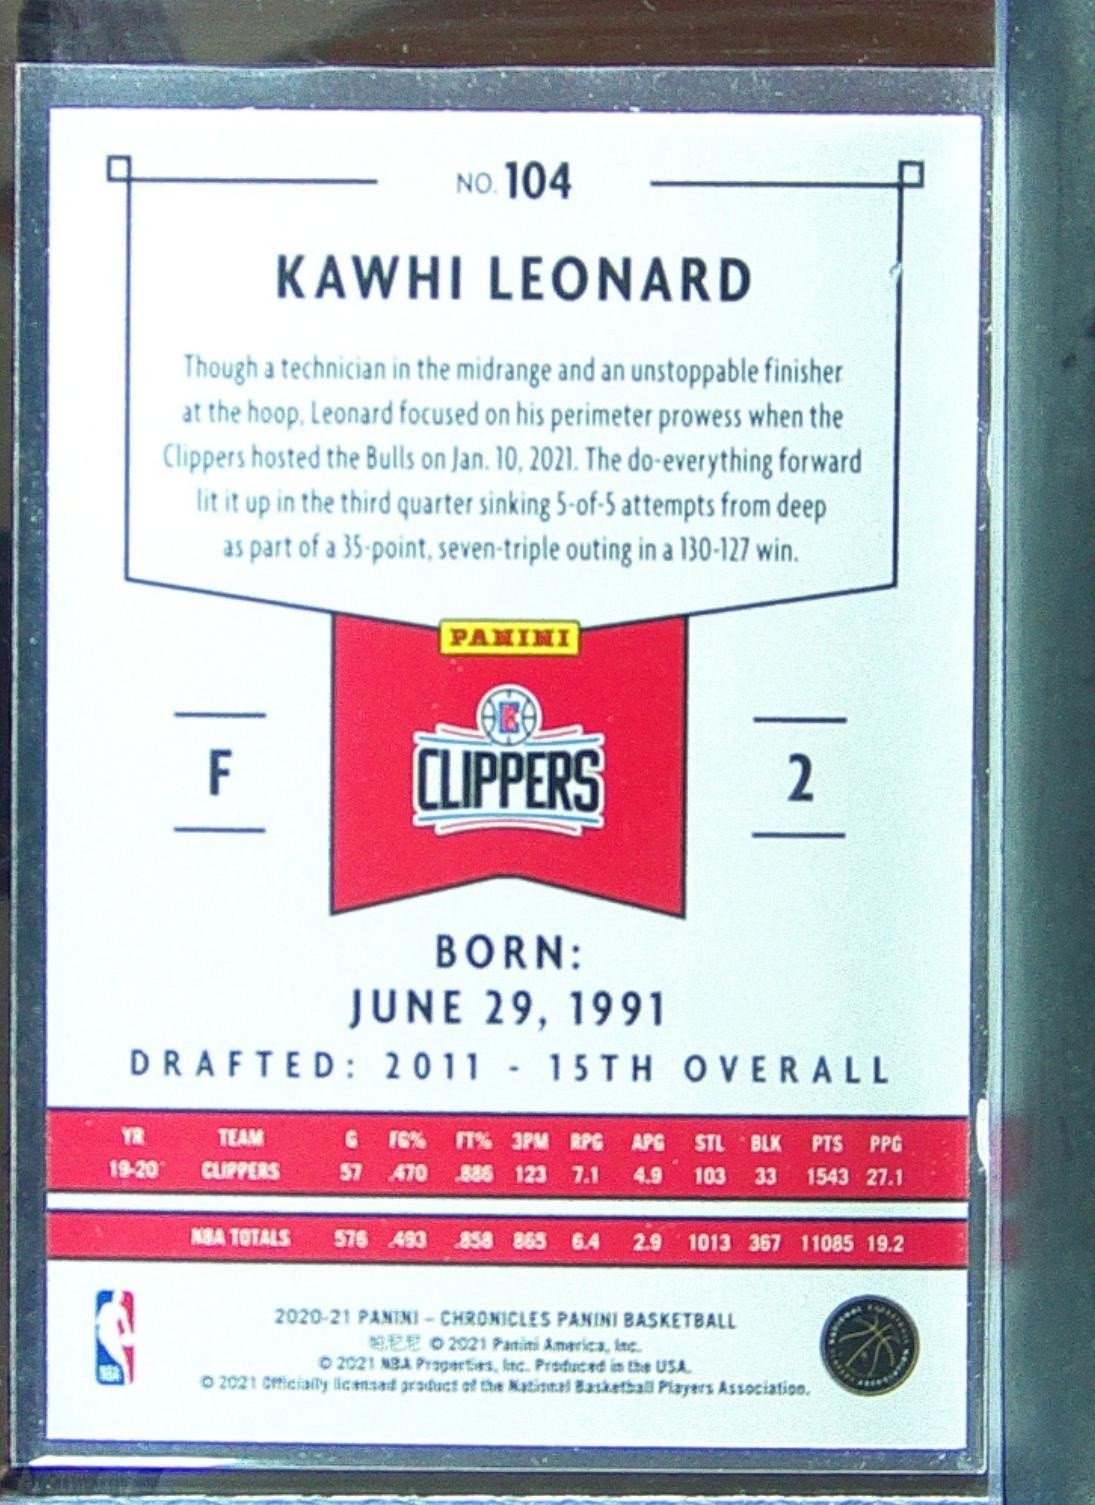 NO. 104
KAWHI LEONARD
Though a technician in the midrange and an unstoppable finisher
at the hoop, Leonard focused on his perimeter prowess when the
Clippers hosted the Bulls on Jan. 10, 2021. The do-everything forward
lit it up in the third quarter sinking 5-of-5 attempts from deep
as part of a 35-point, seven-triple outing in a 130-127 win.
PANINI
CLIPPERS
F
2
BORN:
JUNE 29, 1991
DRAFTED: 2011 - 15TH OVERALL
YR TEAM G FG% FT% 3PM RPG APG STL BLK PTS PPG
19-20 CLIPPERS 57 .470 .886 123 7.1 4.9 103 33 1543 27.1
NBA TOTALS 576 .493 .858 865 6.4 2.9 1013 367 11085 19.2
NBA
2020-21 PANINI – CHRONICLES PANINI BASKETBALL
帕尼尼 © 2021 Panini America, Inc.
© 2021 NBA Properties, Inc. Produced in the USA.
© 2021 Officially licensed product of the National Basketball Players Association.